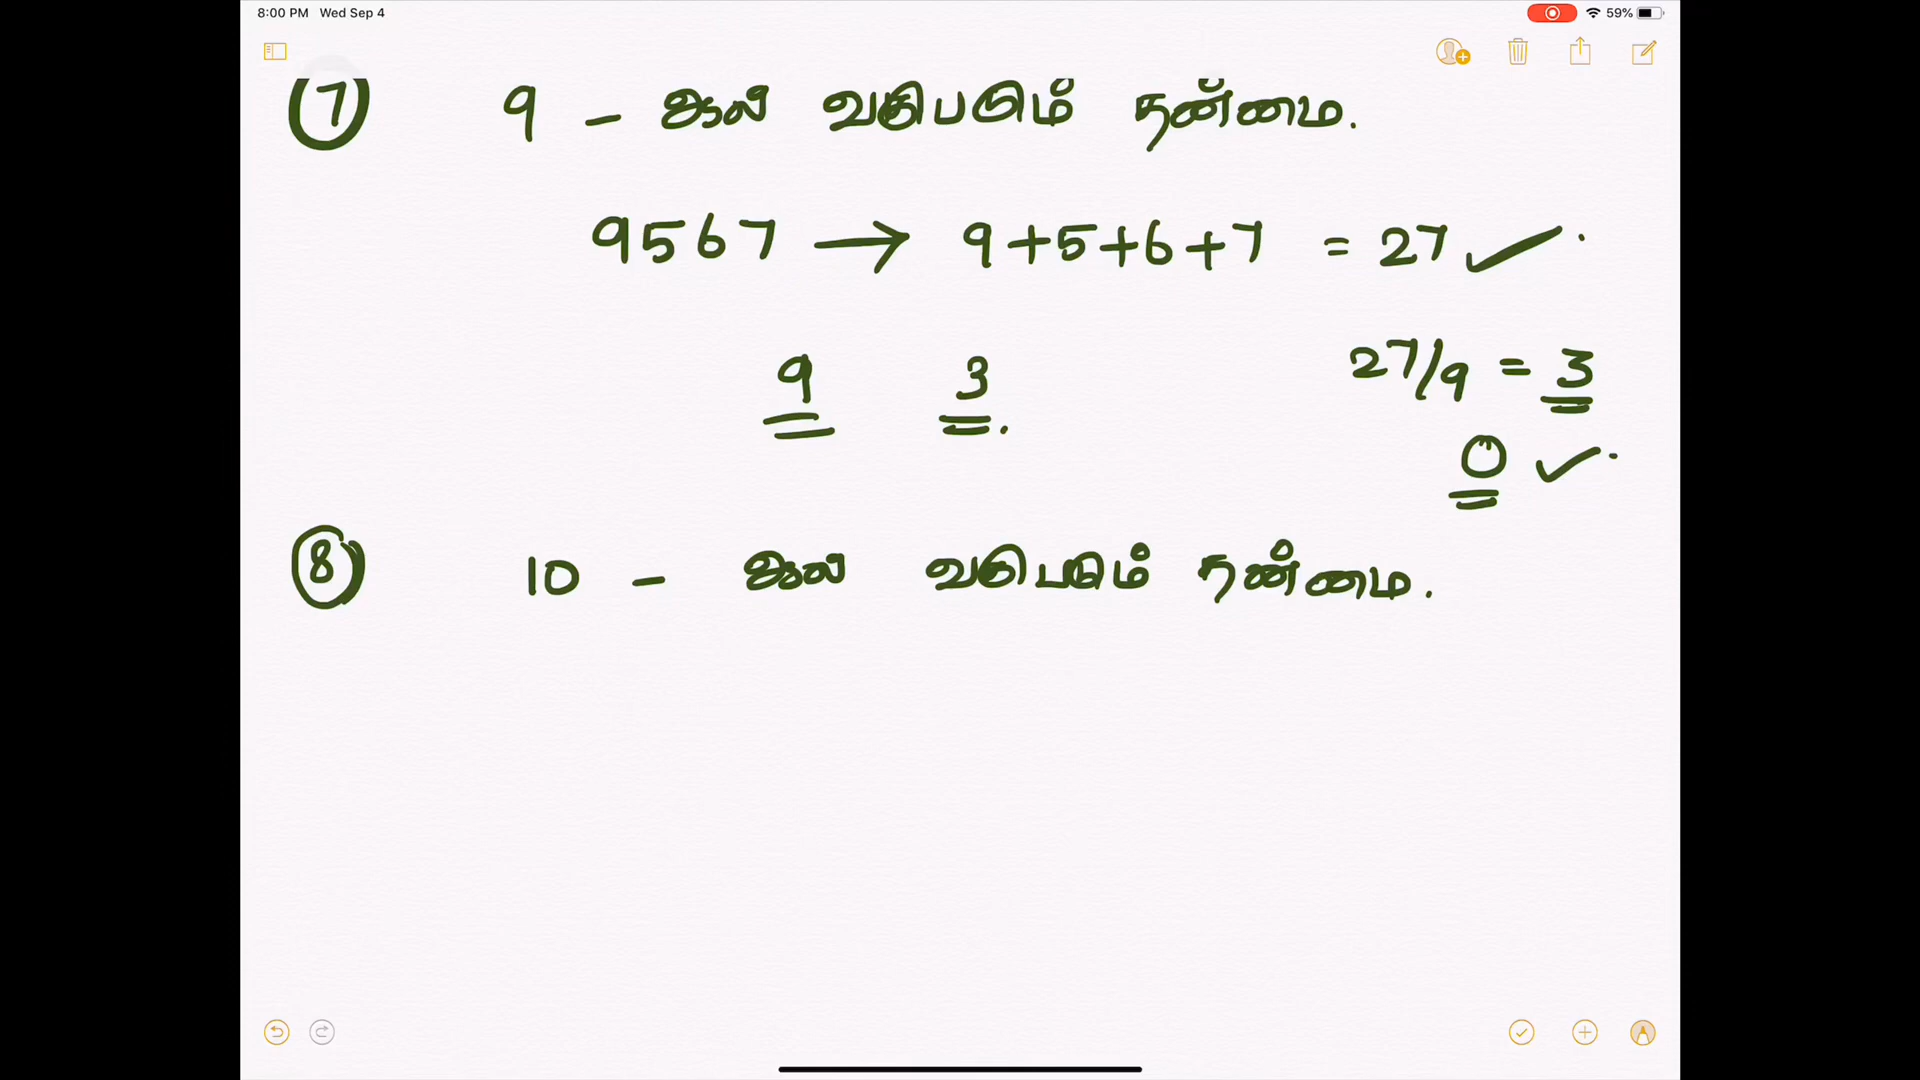 8:00 PM Wed Sep 4
59%
7 9 - ஆல் வகுபடும் தன்மை.
9567 → 9+5+6+7 = 27 ✓.
9 3. 27/9 = 3
0 ✓.
8 10 - ஆல் வகுபடும் தன்மை.